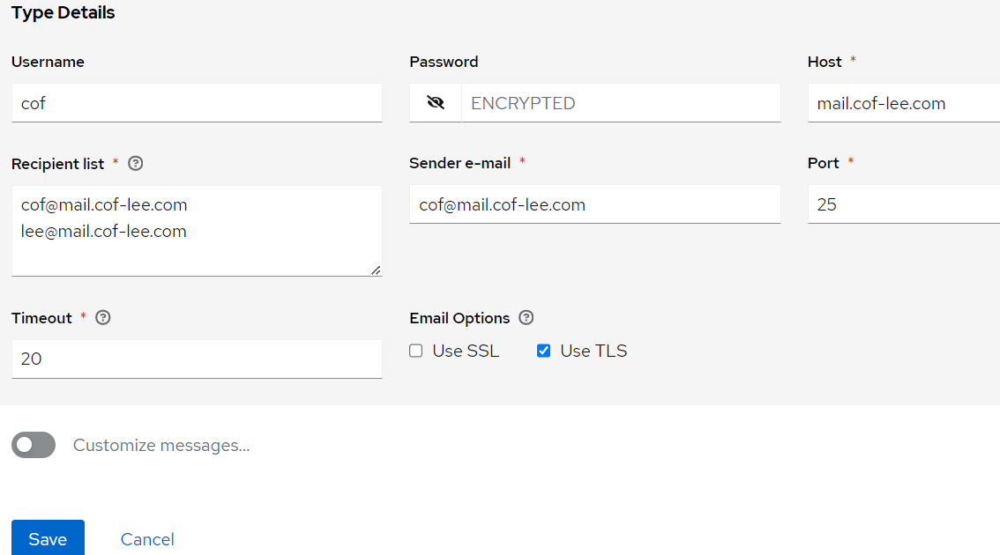 Type Details
Username
Password
Host *
cof
ENCRYPTED
mail.cof-lee.com
Recipient list *
Sender e-mail *
Port *
cof@mail.cof-lee.com
lee@mail.cof-lee.com
cof@mail.cof-lee.com
25
Timeout *
Email Options
20
Use SSL
Use TLS
Customize messages...
Save
Cancel